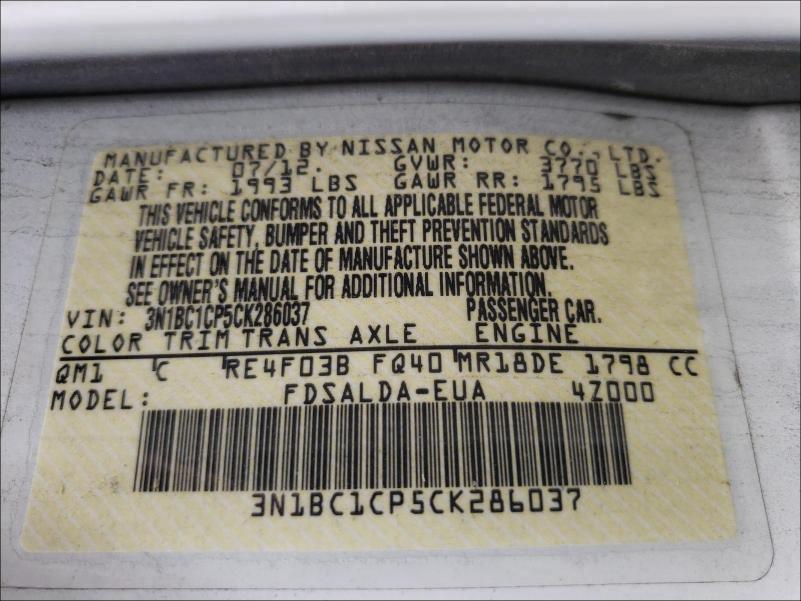 MANUFACTURED BY NISSAN MOTOR CO., LTD.
DATE: 07/12. GVWR: 3770 LBS
GAWR FR: 1993 LBS GAWR RR: 1795 LBS
THIS VEHICLE CONFORMS TO ALL APPLICABLE FEDERAL MOTOR
VEHICLE SAFETY, BUMPER AND THEFT PREVENTION STANDARDS
IN EFFECT ON THE DATE OF MANUFACTURE SHOWN ABOVE.
SEE OWNER'S MANUAL FOR ADDITIONAL INFORMATION.
VIN: 3N1BC1CP5CK286037 PASSENGER CAR.
COLOR TRIM TRANS AXLE ENGINE
QM1 C RE4F03B FQ40 MR18DE 1798 CC
MODEL: FDSALDA-EUA 4Z000
3N1BC1CP5CK286037